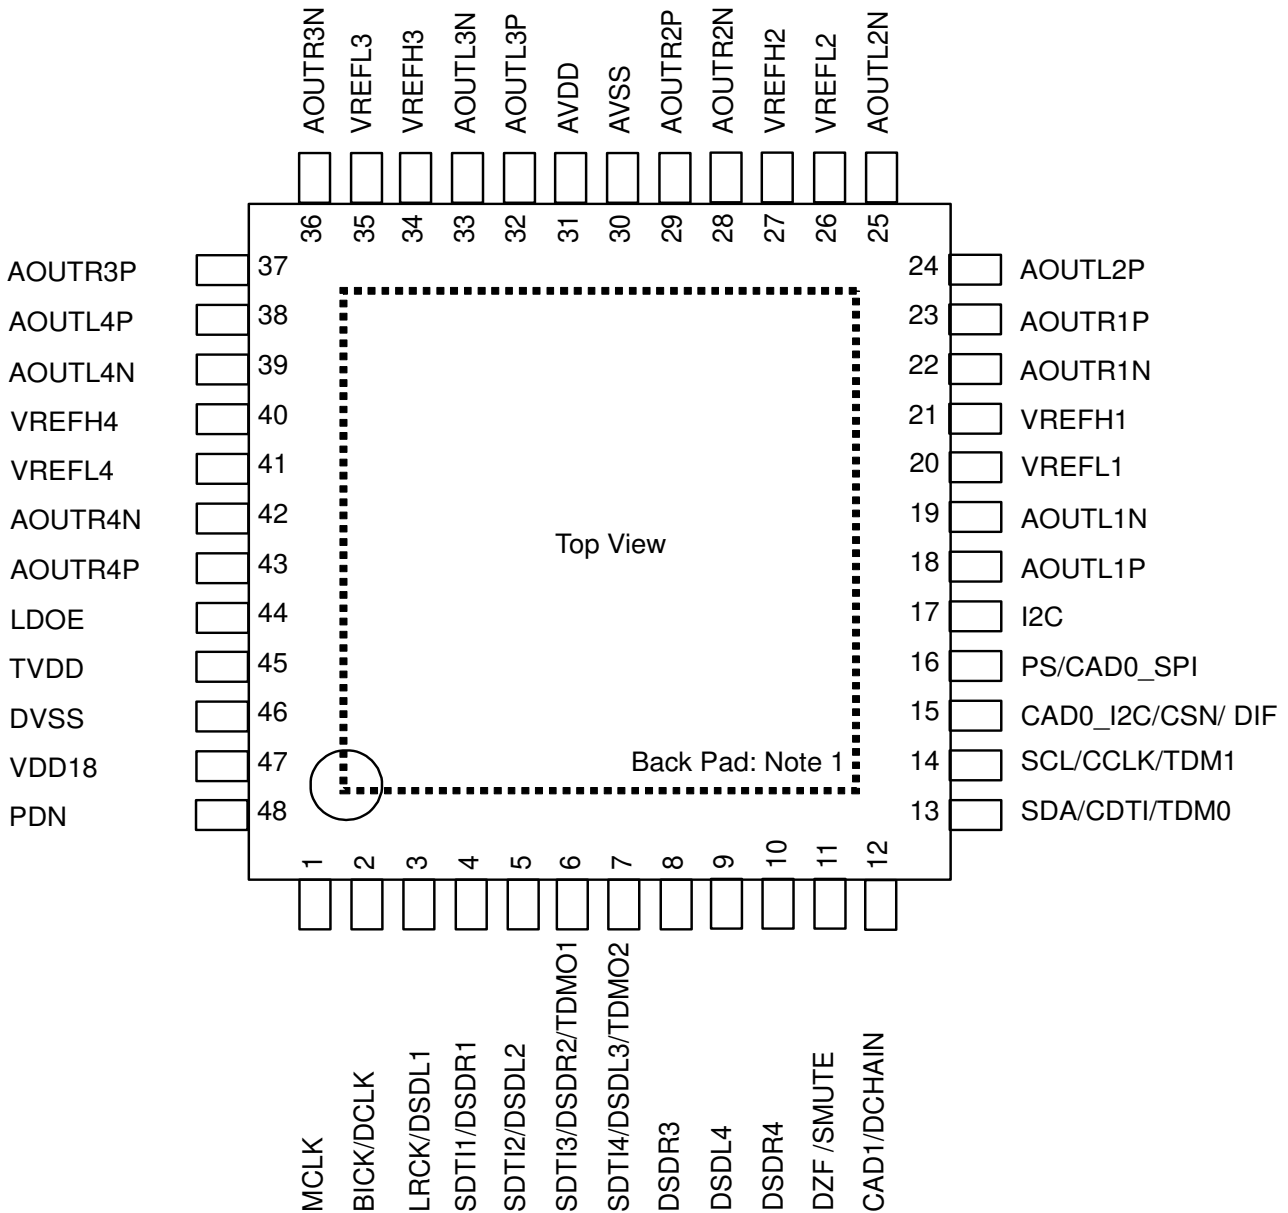 AOUTR3N
VREFL3
VREFH3
AOUTL3N
AOUTL3P
AVDD
AVSS
AOUTR2P
AOUTR2N
VREFH2
VREFL2
AOUTL2N
36
35
34
33
32
31
30
29
28
27
26
25
AOUTR3P
37
AOUTL4P
38
AOUTL4N
39
VREFH4
40
VREFL4
41
AOUTR4N
42
AOUTR4P
43
LDOE
44
TVDD
45
DVSS
46
VDD18
47
PDN
48
Top View
Back Pad: Note 1
24
AOUTL2P
23
AOUTR1P
22
AOUTR1N
21
VREFH1
20
VREFL1
19
AOUTL1N
18
AOUTL1P
17
I2C
16
PS/CAD0_SPI
15
CAD0_I2C/CSN/ DIF
14
SCL/CCLK/TDM1
13
SDA/CDTI/TDM0
1
2
3
4
5
6
7
8
9
10
11
12
MCLK
BICK/DCLK
LRCK/DSDL1
SDTI1/DSDR1
SDTI2/DSDL2
SDTI3/DSDR2/TDMO1
SDTI4/DSDL3/TDMO2
DSDR3
DSDL4
DSDR4
DZF /SMUTE
CAD1/DCHAIN